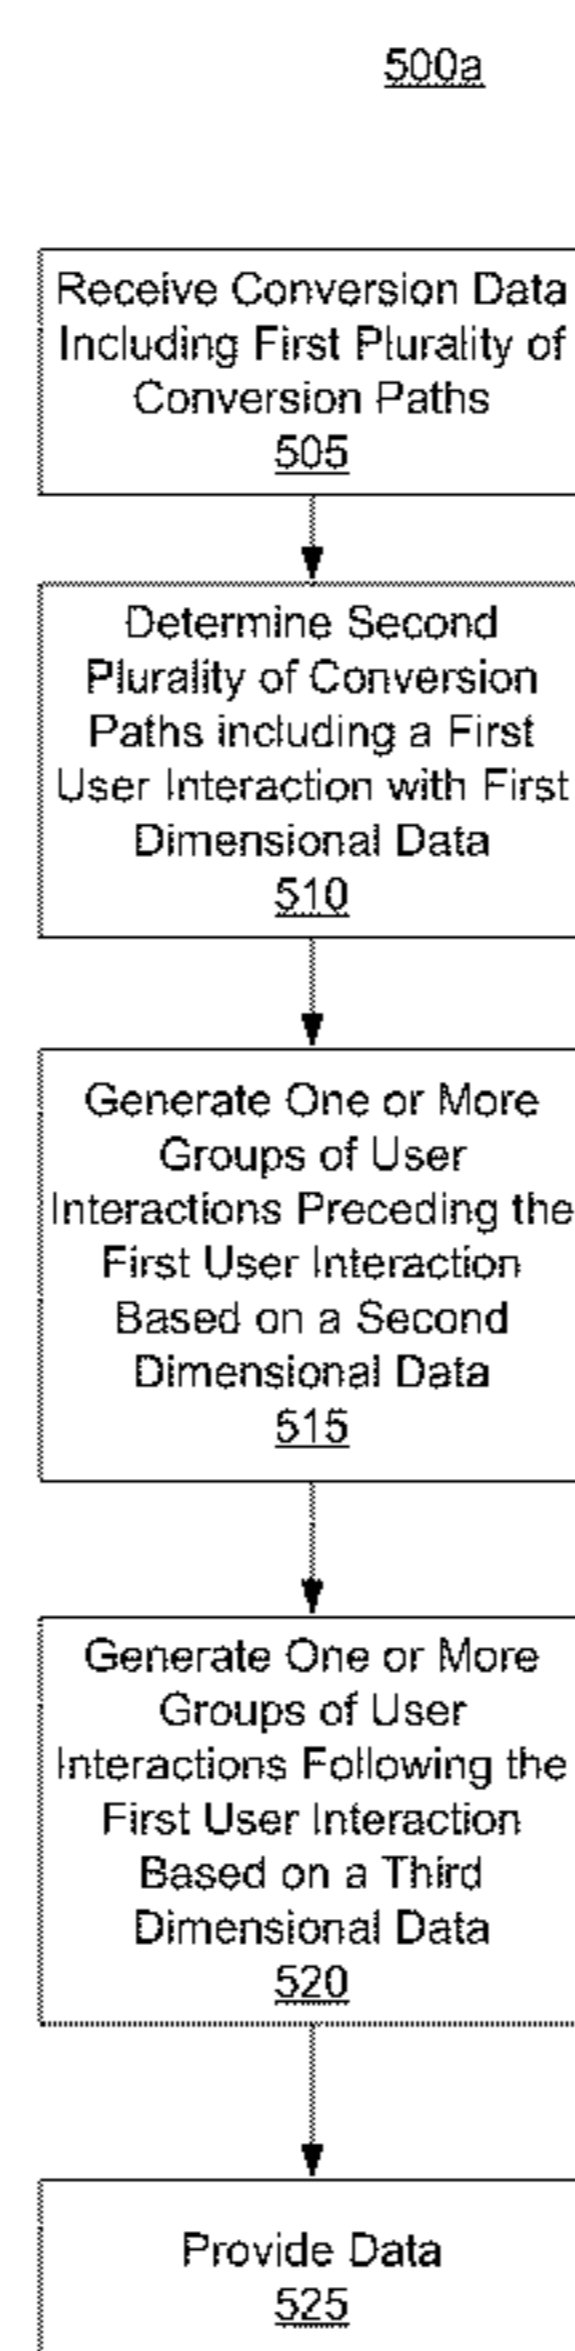 500a
Receive Conversion Data
Including First Plurality of
Conversion Paths
505
Determine Second
Plurality of Conversion
Paths including a First
User Interaction with First
Dimensional Data
510
Generate One or More
Groups of User
Interactions Preceding the
First User Interaction
Based on a Second
Dimensional Data
515
Generate One or More
Groups of User
Interactions Following the
First User Interaction
Based on a Third
Dimensional Data
520
Provide Data
525